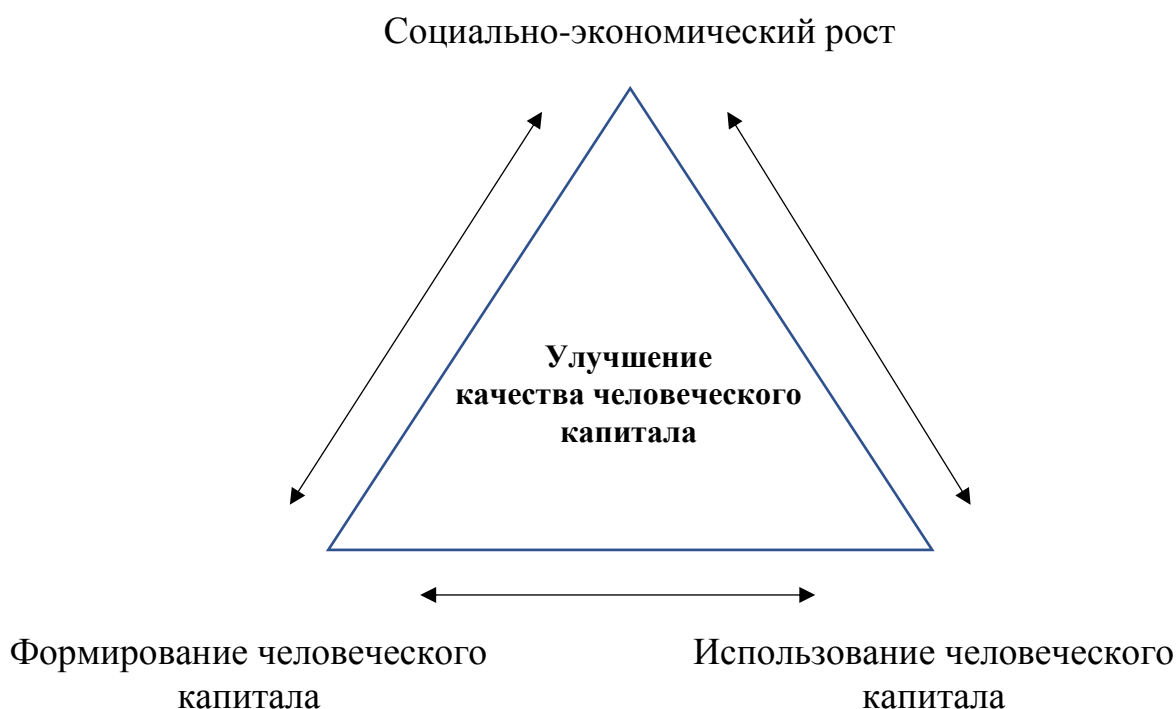 Социально-экономический рост
Улучшение
качества человеческого
капитала
Формирование человеческого
капитала
Использование человеческого
капитала